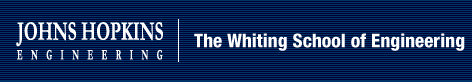 JOHNS HOPKINS
ENGINEERING
The Whiting School of Engineering